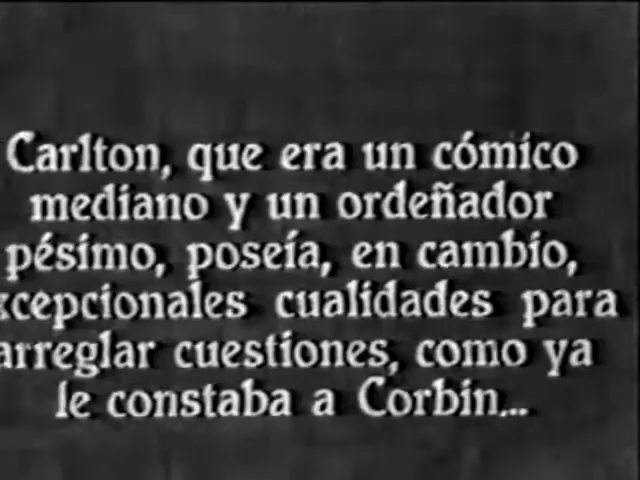 Carlton, que era un cómico
mediano y un ordeñador
pésimo, poseía, en cambio,
xcepcionales cualidades para
arreglar cuestiones, como ya
le constaba a Corbin...